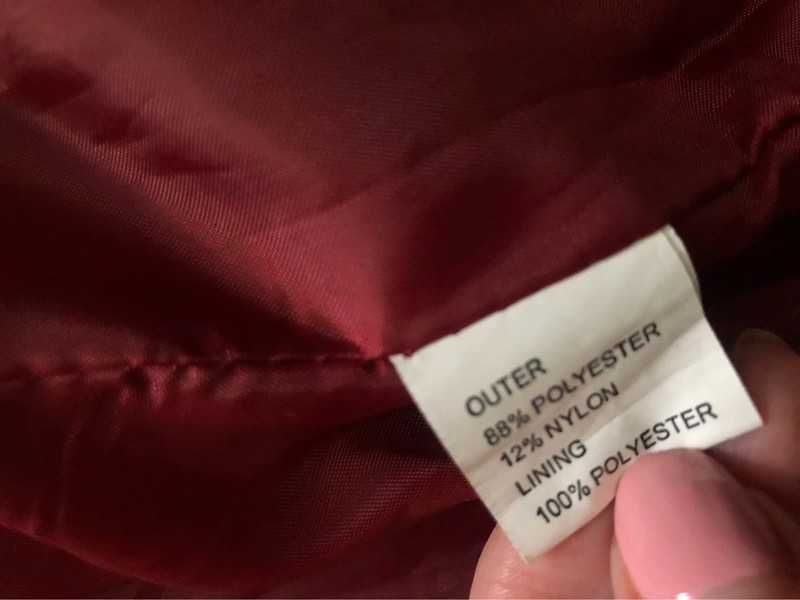 OUTER
88% POLYESTER
12% NYLON
LINING
100% POLYESTER